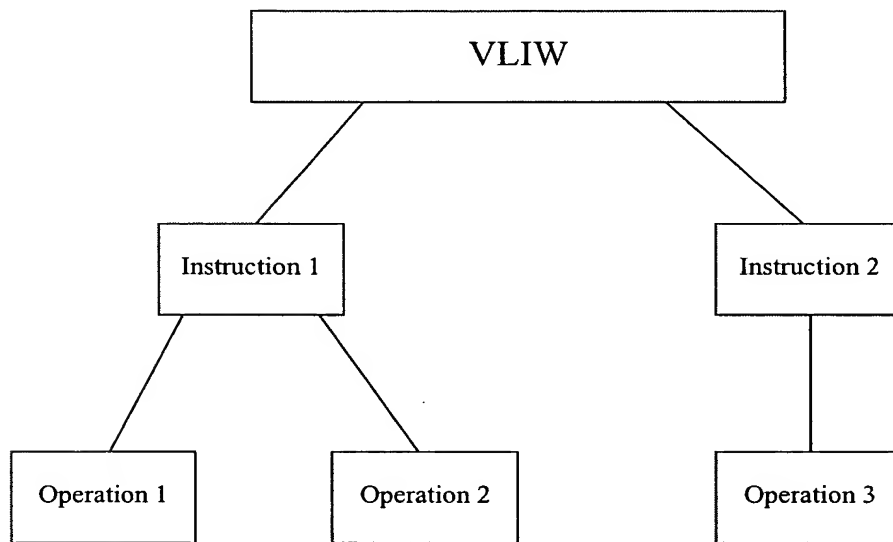 VLIW
Instruction 1
Instruction 2
Operation 1
Operation 2
Operation 3